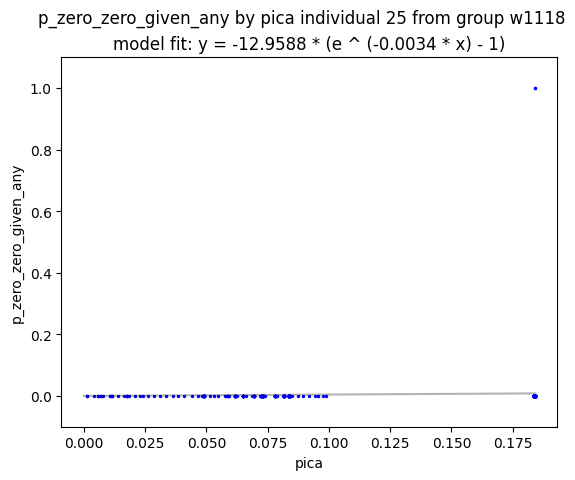 p_zero_zero_given_any by pica individual 25 from group w1118
model fit: y = -12.9588 * (e ^ (-0.0034 * x) - 1)
1.0
0.8
0.6
0.4
0.2
0.0
p_zero_zero_given_any
0.000 0.025 0.050 0.075 0.100 0.125 0.150 0.175
pica